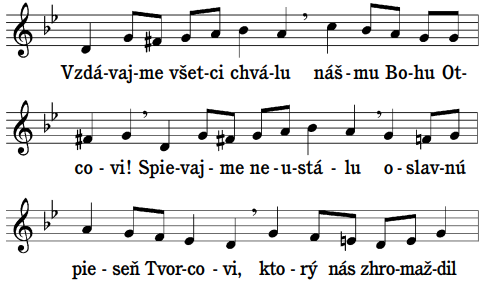 Vzdá-vaj-me všet-ci chvá-lu náš-mu Bo-hu Ot-
co-vi! Spie-vaj-me ne-u-stá-lu o-slav-nú
pie-seň Tvor-co-vi, kto-rý nás zhro-maž-dil